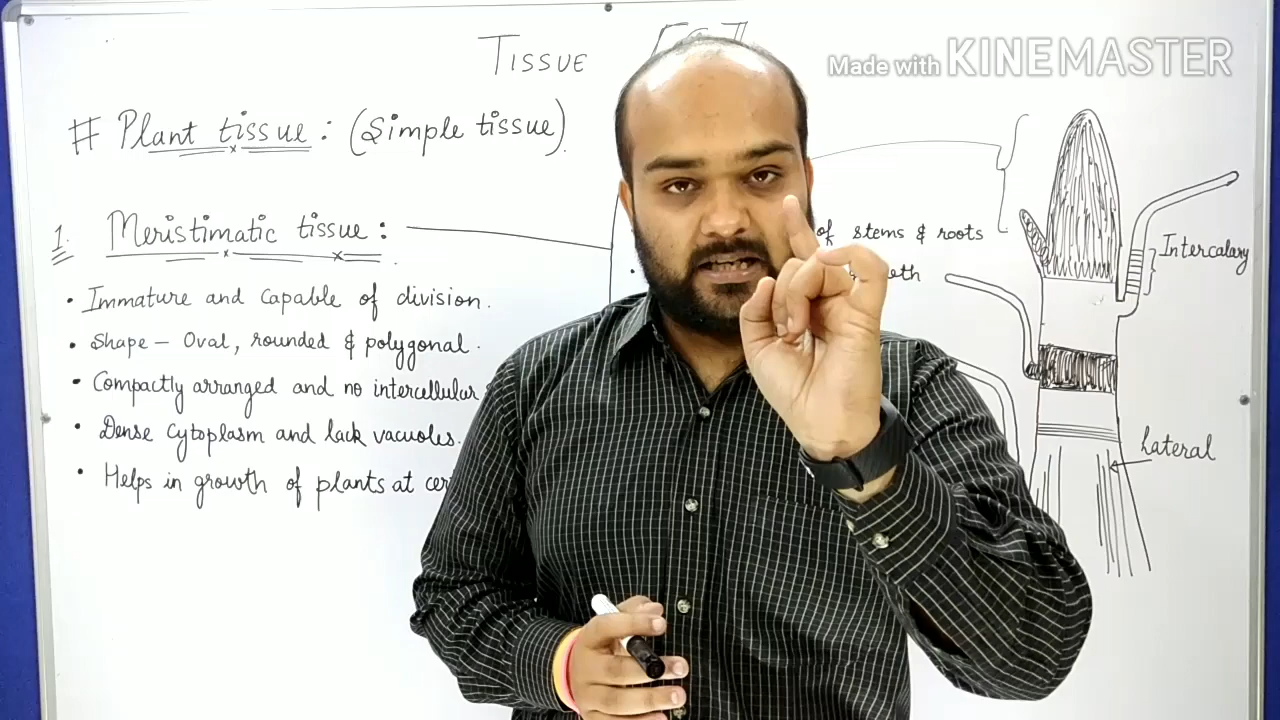 TISSUE
Made with KINEMASTER
# Plant tissue : (Simple tissue)
1. Meristimatic tissue :
of stems & roots
Intercalary
• Immature and capable of division.
• Shape – Oval, rounded & polygonal.
• Compactly arranged and no intercellular
• Dense cytoplasm and lack vacuoles.
Lateral
• Helps in growth of plants at